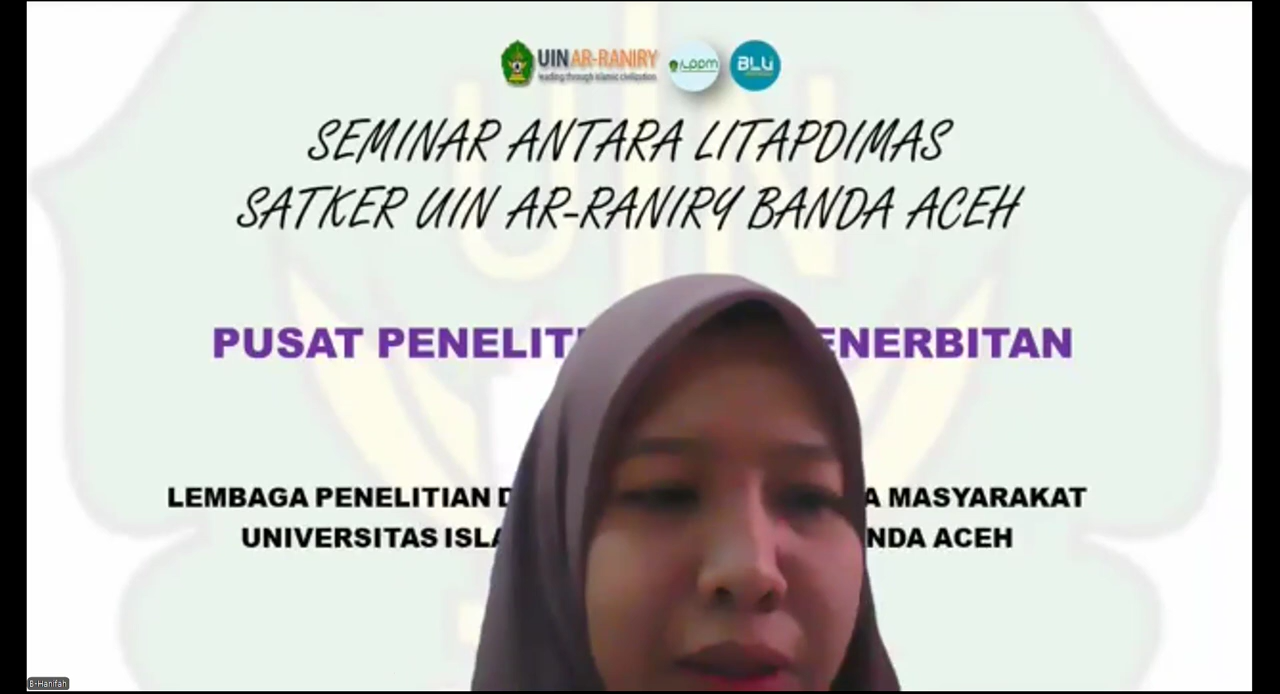 UIN AR-RANIRY
leading through islamic civilization
LPPM
BLU
SEMINAR ANTARA LITAPDIMAS
SATKER UIN AR-RANIRY BANDA ACEH
UIN
PUSAT PENELIT ENERBITAN
LEMBAGA PENELITIAN D A MASYARAKAT
UNIVERSITAS ISLA NDA ACEH
B-Hanifah